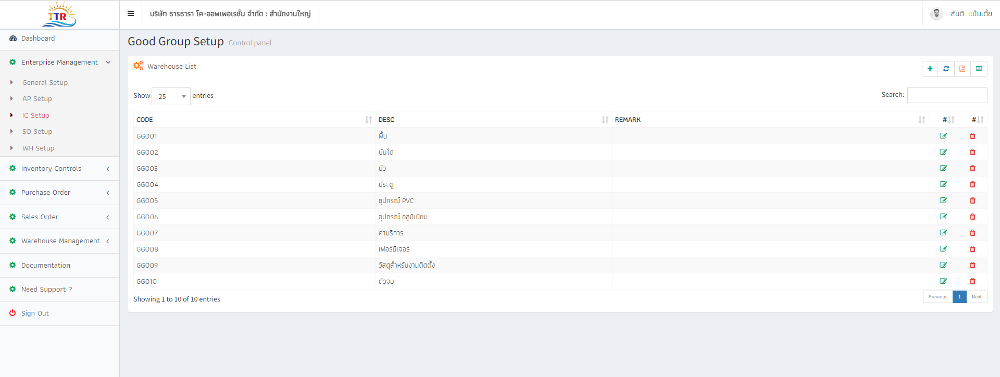 TTR
บริษัท ธารธารา โค-ออพเพอเรชั่น จำกัด : สำนักงานใหญ่
สันติ แป้นเตี้ย
Dashboard
Enterprise Management
General Setup
AP Setup
IC Setup
SO Setup
WH Setup
Inventory Controls
Purchase Order
Sales Order
Warehouse Management
Documentation
Need Support ?
Sign Out
Good Group Setup Control panel
Warehouse List
Show 25 entries
Search:
CODE DESC REMARK # #
GG001 พื้น
GG002 บันได
GG003 บัว
GG004 ประตู
GG005 อุปกรณ์ PVC
GG006 อุปกรณ์ อลูมิเนียม
GG007 ค่าบริการ
GG008 เฟอร์นิเจอร์
GG009 วัสดุสำหรับงานติดตั้ง
GG010 ตัวจบ
Showing 1 to 10 of 10 entries
Previous 1 Next